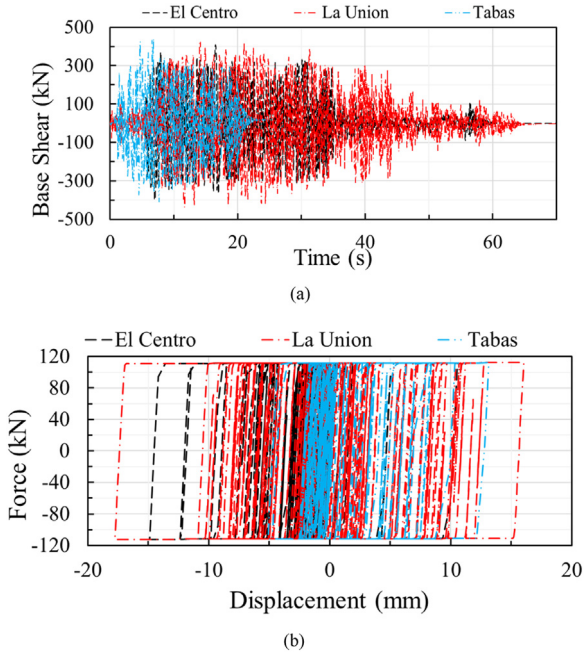 El Centro La Union Tabas
500
300
100
-100
-300
-500
Base Shear (kN)
0 20 40 60
Time (s)
(a)
El Centro La Union Tabas
120
80
40
0
-40
-80
-120
Force (kN)
-20 -10 0 10 20
Displacement (mm)
(b)